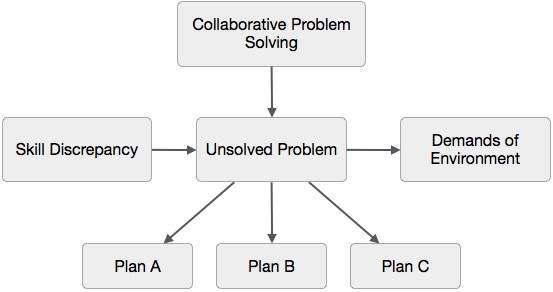 Collaborative Problem
Solving
Skill Discrepancy
Unsolved Problem
Demands of
Environment
Plan A
Plan B
Plan C